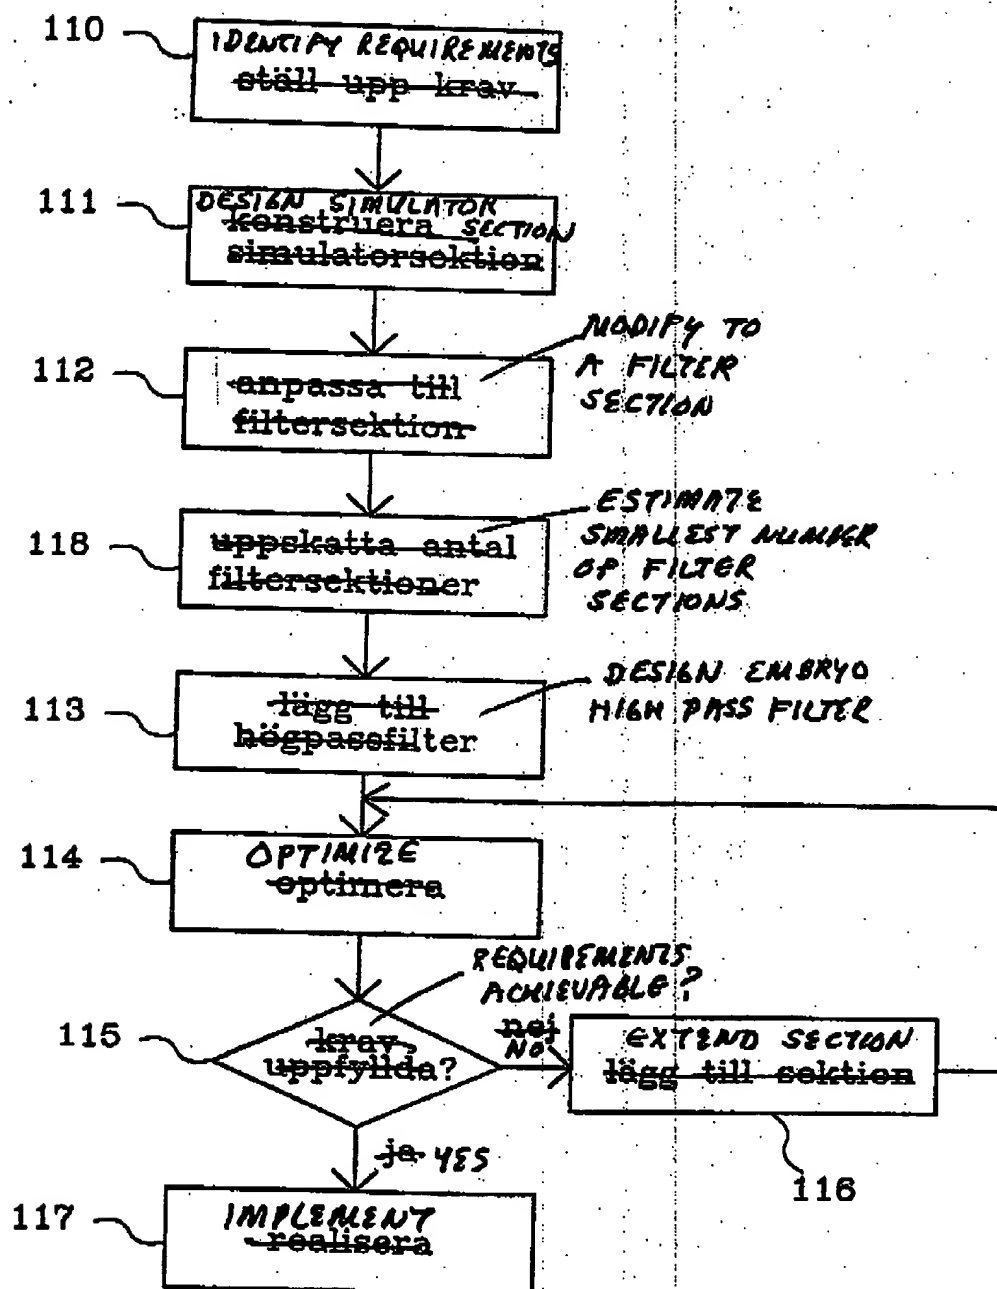 110
IDENTIFY REQUIREMENTS
ställ upp krav
111
DESIGN SIMULATOR
konstruera SECTION
simulatorsektion
112
anpassa till
filtersektion
MODIFY TO
A FILTER
SECTION
118
uppskatta antal
filtersektioner
ESTIMATE
SMALLEST NUMBER
OF FILTER
SECTIONS
113
lägg till
högpassfilter
DESIGN EMBRYO
HIGH PASS FILTER
114
OPTIMIZE
optimera
115
krav
uppfyllda?
REQUIREMENTS
ACHIEVABLE?
nej
NO
EXTEND SECTION
lägg till sektion
116
ja YES
117
IMPLEMENT
realisera